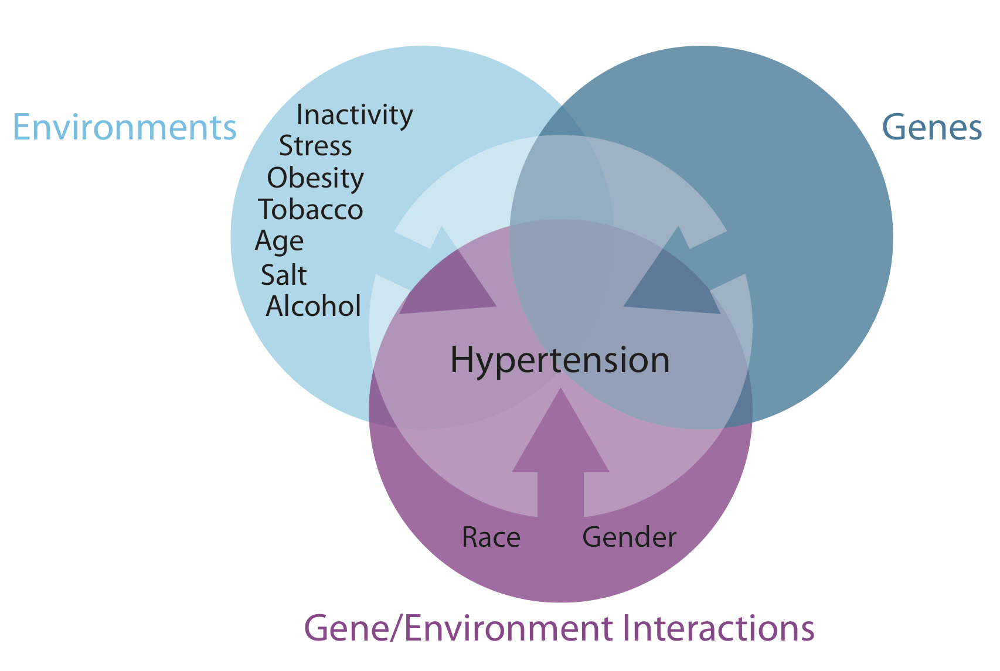 Environments
Genes
Inactivity
Stress
Obesity
Tobacco
Age
Salt
Alcohol
Hypertension
Race
Gender
Gene/Environment Interactions